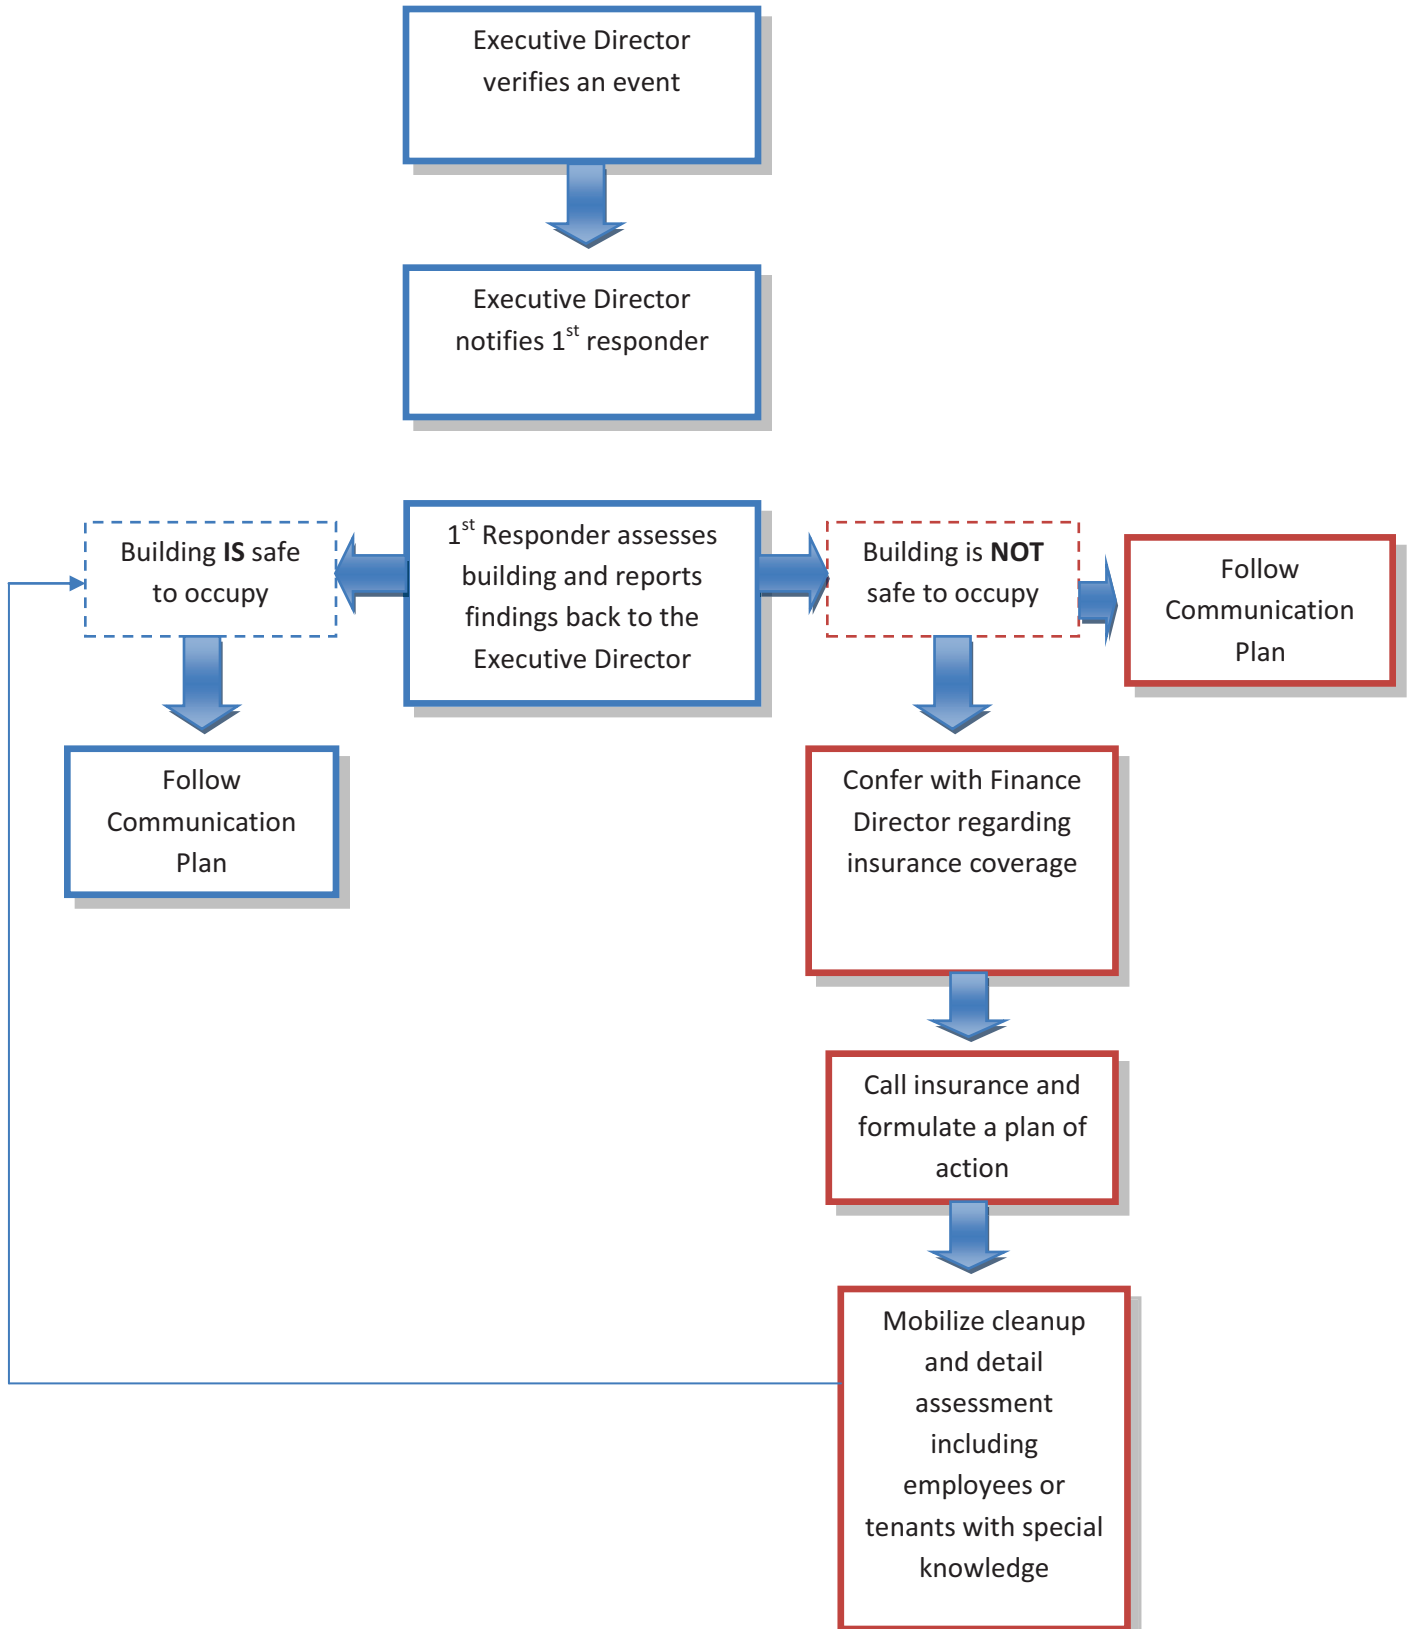 Executive Director
verifies an event
Executive Director
notifies 1st responder
Building IS safe
to occupy
1st Responder assesses
building and reports
findings back to the
Executive Director
Building is NOT
safe to occupy
Follow
Communication
Plan
Follow
Communication
Plan
Confer with Finance
Director regarding
insurance coverage
Call insurance and
formulate a plan of
action
Mobilize cleanup
and detail
assessment
including
employees or
tenants with special
knowledge